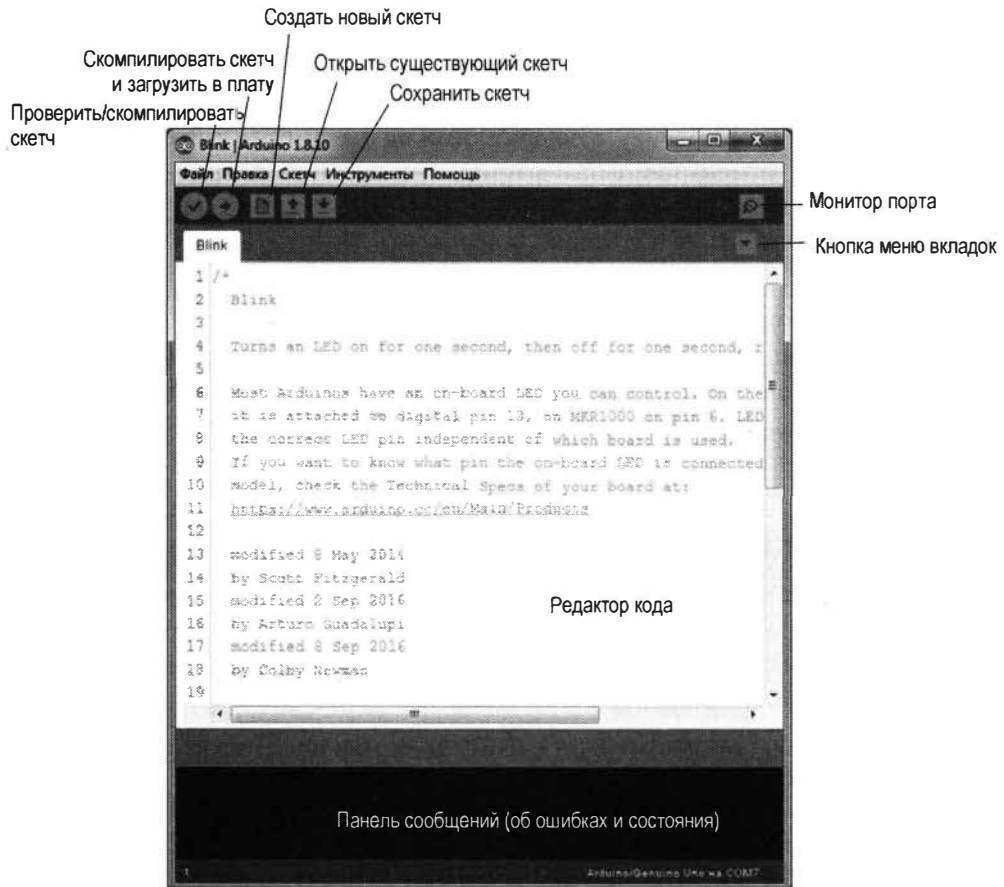 Создать новый скетч
Скомпилировать скетч
и загрузить в плату
Открыть существующий скетч
Сохранить скетч
Проверить/скомпилировать
скетч
Blink | Arduino 1.8.10
Файл Правка Скетч Инструменты Помощь
Монитор порта
Кнопка меню вкладок
Blink
1 /*
2 Blink
3
4 Turns an LED on for one second, then off for one second, r
5
6 Most Arduinos have an on-board LED you can control. On the
7 it is attached to digital pin 13, on MKR1000 on pin 6. LED
8 the correct LED pin independent of which board is used.
9 If you want to know what pin the on-board LED is connected
10 model, check the Technical Specs of your board at:
11 https://www.arduino.cc/en/Main/Products
12
13 modified 8 May 2014
14 by Scott Fitzgerald
15 modified 2 Sep 2016
16 by Arturo Guadalupi
17 modified 8 Sep 2016
18 by Colby Newman
19
Редактор кода
Панель сообщений (об ошибках и состояния)
1
Arduino/Genuino Uno на COM7